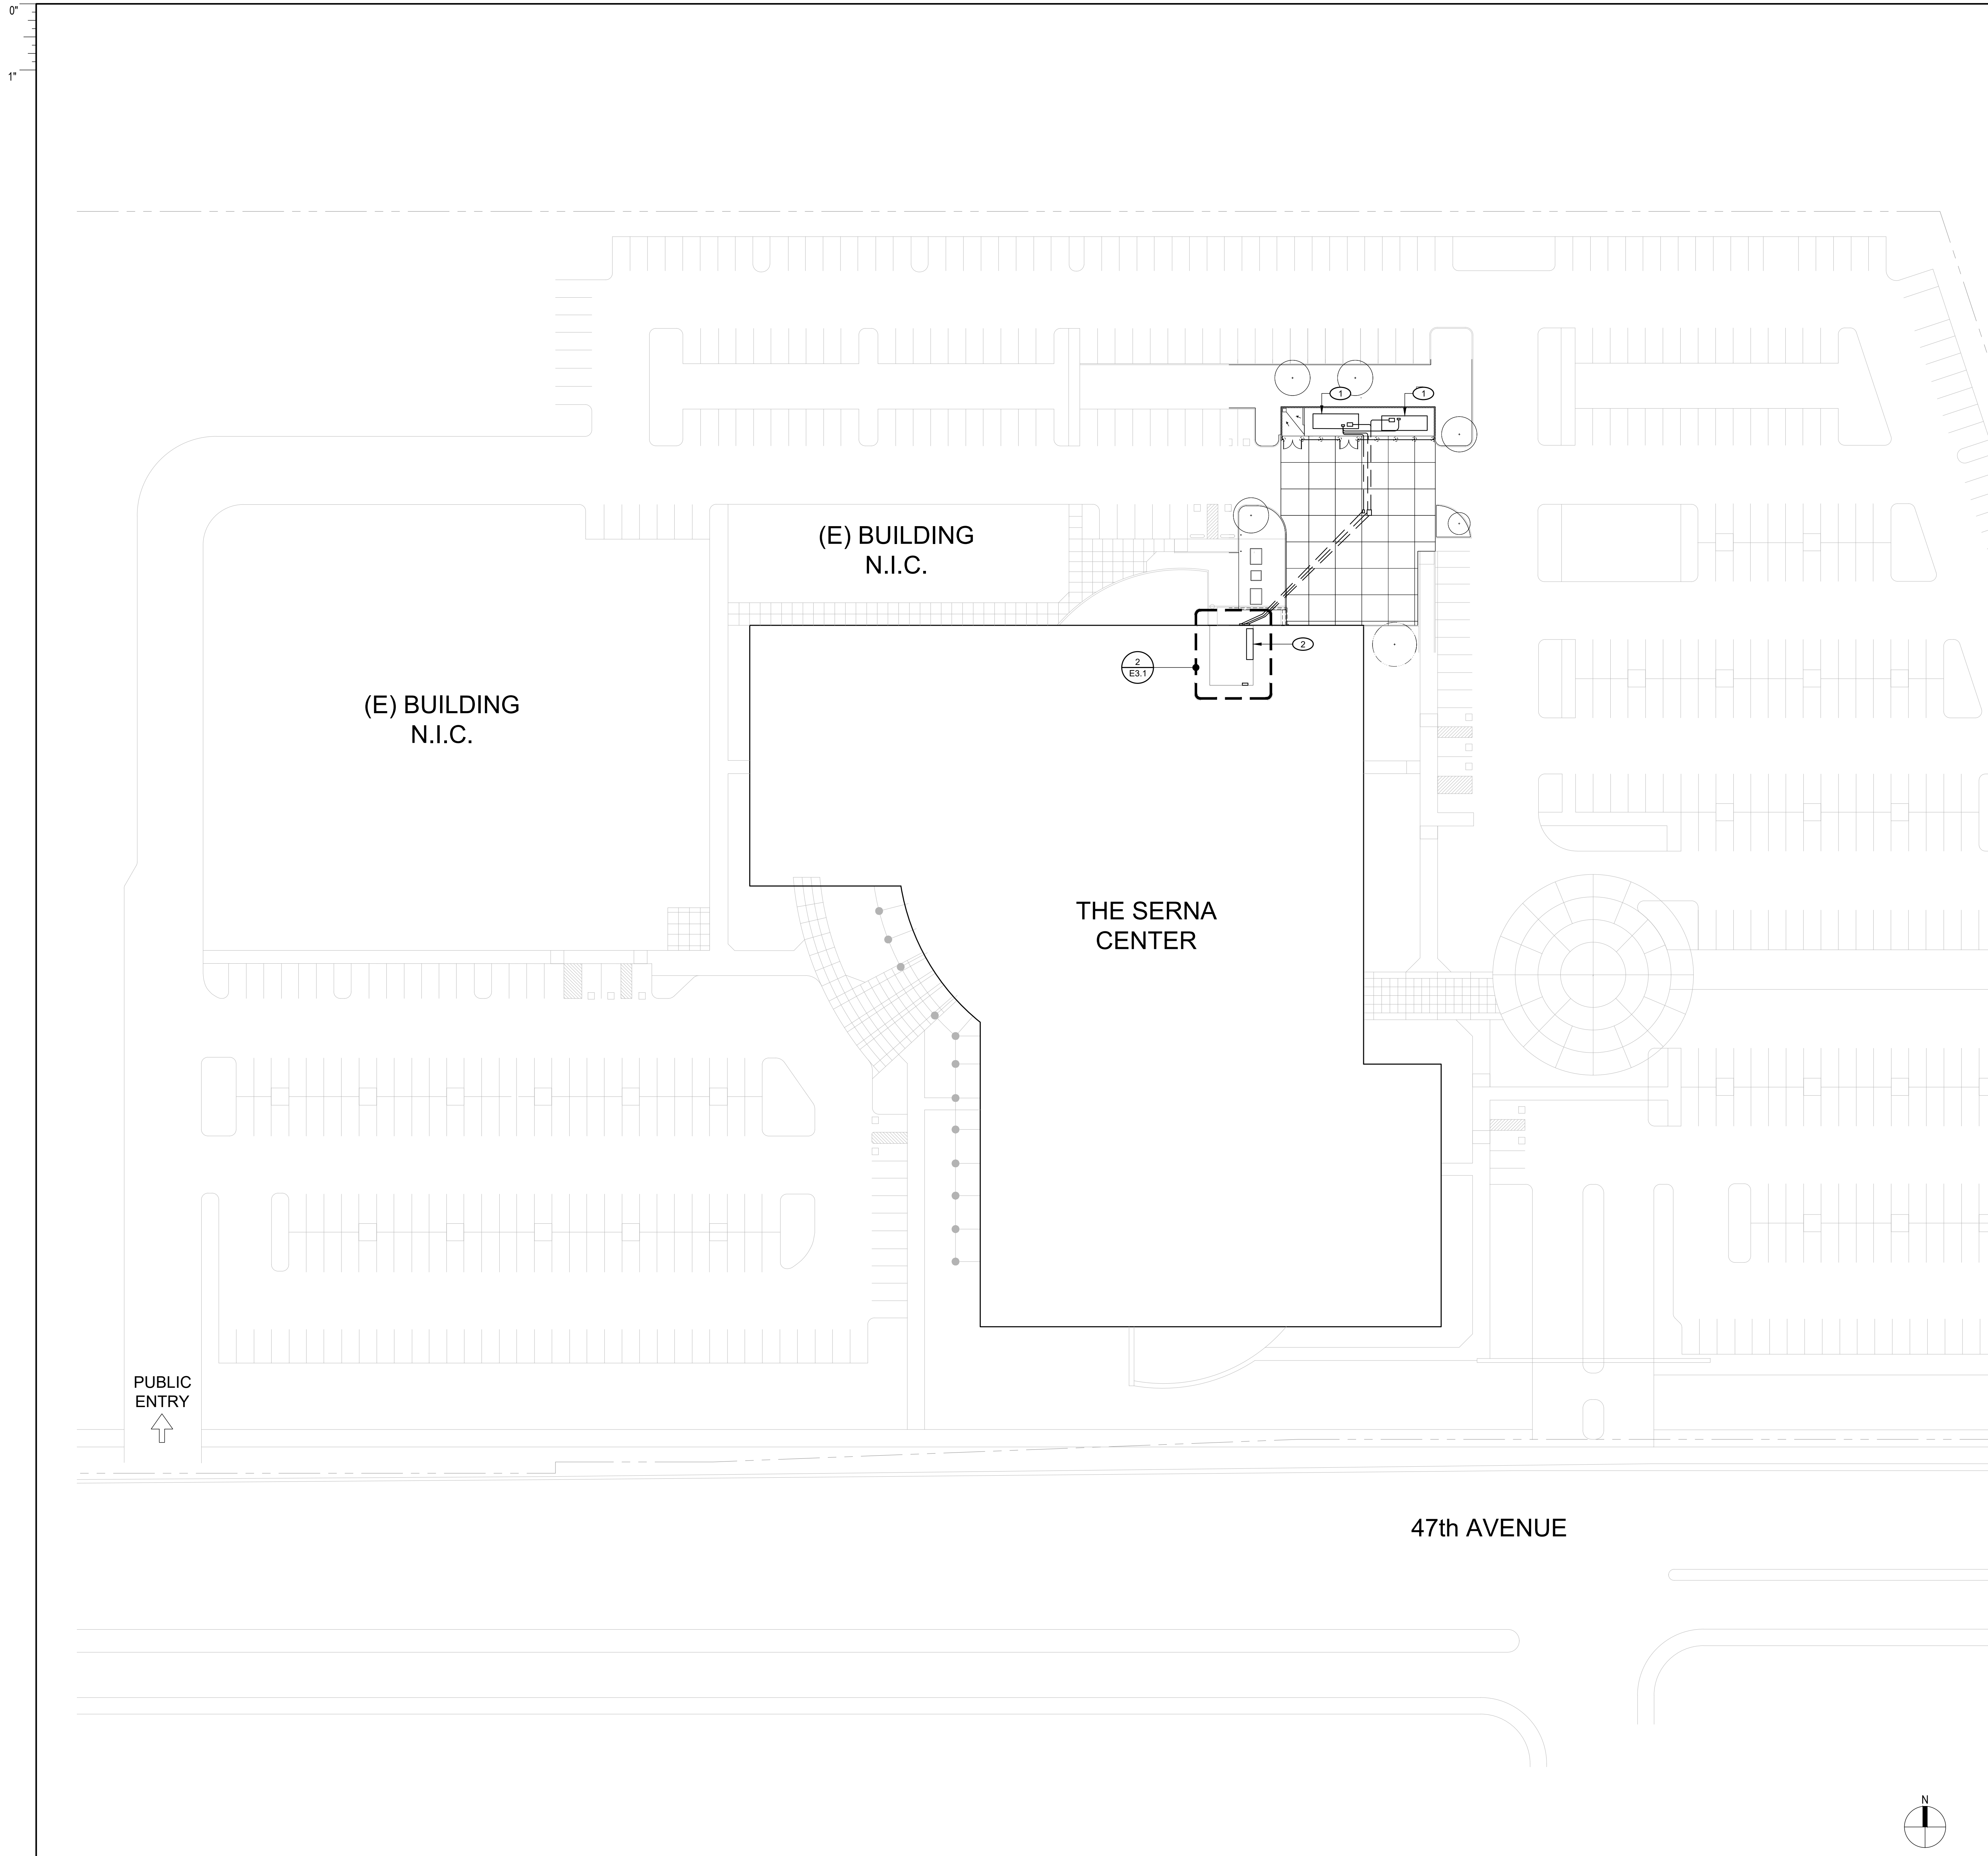 0"
1"
1
1
(E) BUILDING
N.I.C.
2
2
E3.1
(E) BUILDING
N.I.C.
THE SERNA
CENTER
PUBLIC
ENTRY
47th AVENUE
N